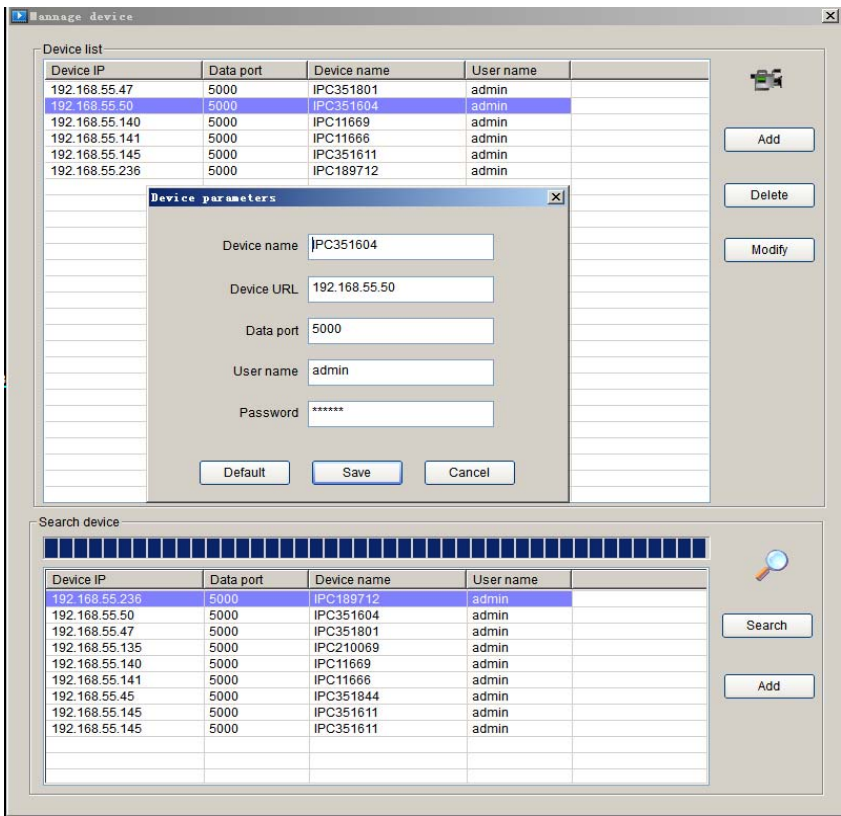 Mannage device
Device list
Device IP Data port Device name User name
192.168.55.47 5000 IPC351801 admin
192.168.55.50 5000 IPC351604 admin
192.168.55.140 5000 IPC11669 admin
192.168.55.141 5000 IPC11666 admin
192.168.55.145 5000 IPC351611 admin
192.168.55.236 5000 IPC189712 admin
Add
Delete
Modify
Device parameters
Device name IPC351604
Device URL 192.168.55.50
Data port 5000
User name admin
Password ******
Default Save Cancel
Search device
Device IP Data port Device name User name
192.168.55.236 5000 IPC189712 admin
192.168.55.50 5000 IPC351604 admin
192.168.55.47 5000 IPC351801 admin
192.168.55.135 5000 IPC210069 admin
192.168.55.140 5000 IPC11669 admin
192.168.55.141 5000 IPC11666 admin
192.168.55.45 5000 IPC351844 admin
192.168.55.145 5000 IPC351611 admin
192.168.55.145 5000 IPC351611 admin
Search
Add